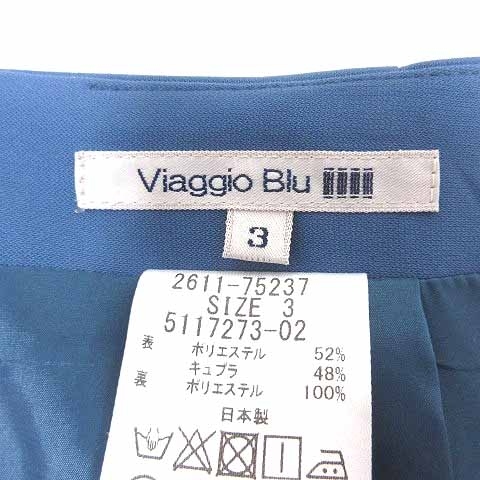 Viaggio Blu
3
2611-75237
SIZE 3
5117273-02
表 ポリエステル 52%
キュプラ 48%
裏 ポリエステル 100%
日本製